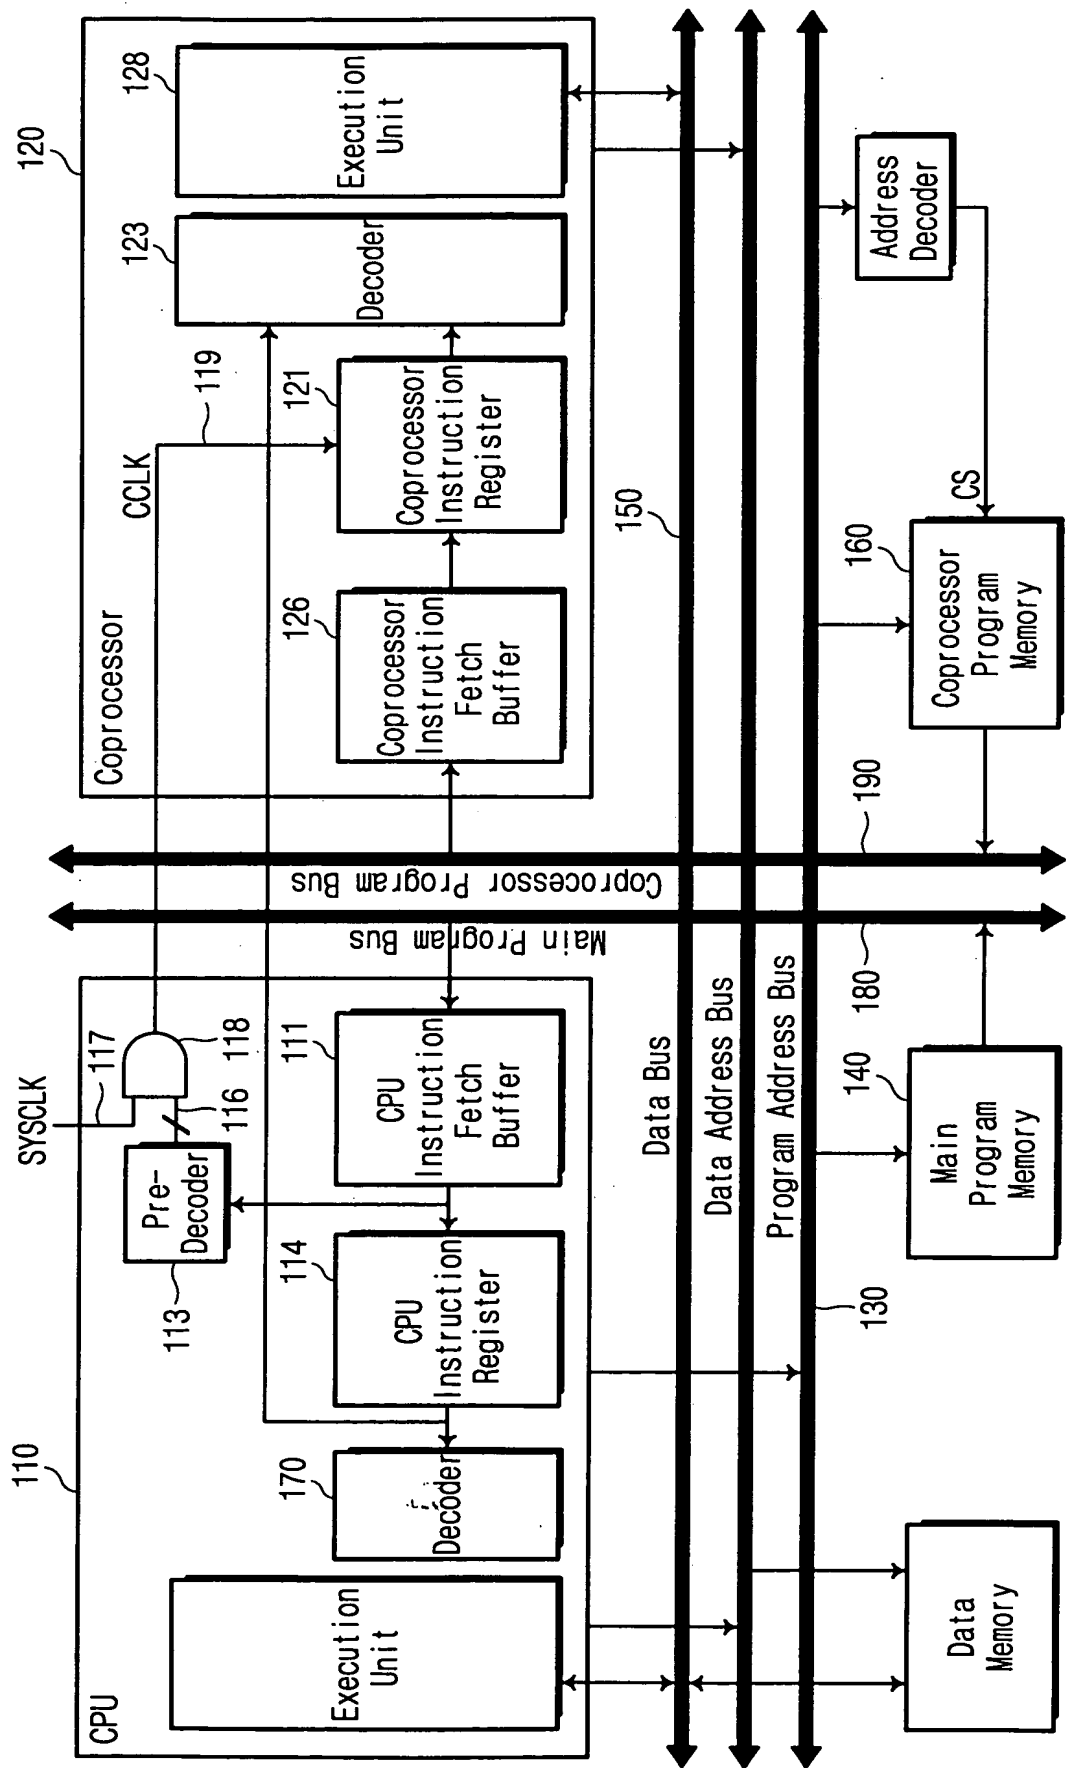 110
CPU
Execution
Unit
170
Decoder
114
CPU
Instruction
Register
113
Pre-
Decoder
111
CPU
Instruction
Fetch
Buffer
SYSCLK
117
116
118
Main Program Bus
Coprocessor Program Bus
120
Coprocessor
CCLK
119
126
Coprocessor
Instruction
Fetch
Buffer
121
Coprocessor
Instruction
Register
123
Decoder
128
Execution
Unit
Data Bus
150
Data Address Bus
Program Address Bus
130
Data
Memory
140
Main
Program
Memory
180
190
160
Coprocessor
Program
Memory
CS
Address
Decoder